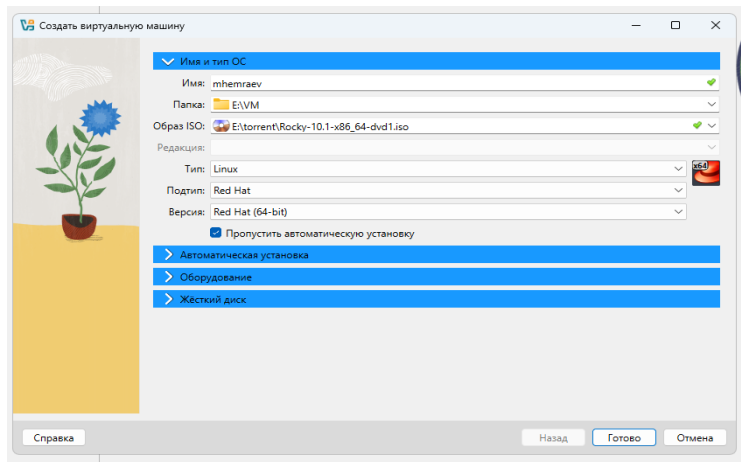 Создать виртуальную машину
Имя и тип ОС
Имя: mhemraev
Папка: E:\VM
Образ ISO: E:\torrent\Rocky-10.1-x86_64-dvd1.iso
Редакция:
Тип: Linux
x64
Подтип: Red Hat
Версия: Red Hat (64-bit)
Пропустить автоматическую установку
Автоматическая установка
Оборудование
Жёсткий диск
Справка Назад Готово Отмена